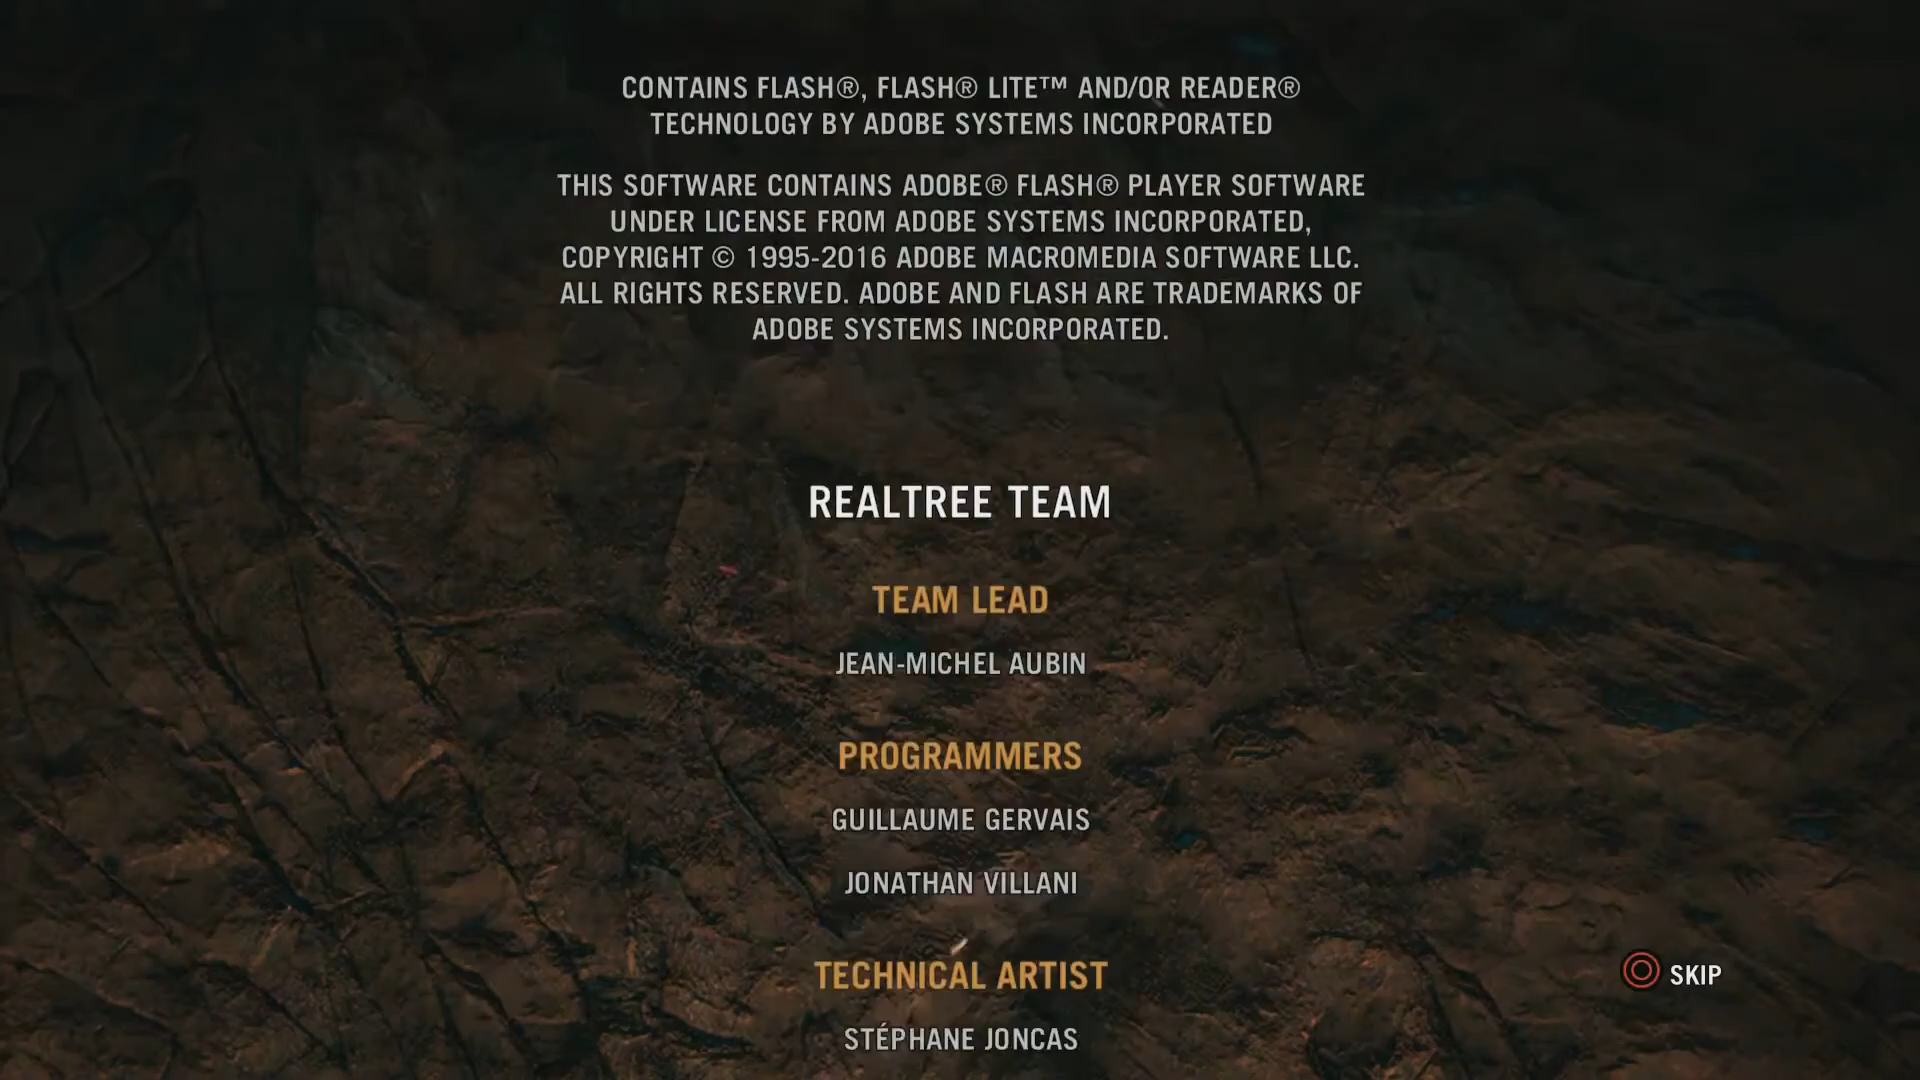 CONTAINS FLASH®, FLASH® LITE™ AND/OR READER®
TECHNOLOGY BY ADOBE SYSTEMS INCORPORATED
THIS SOFTWARE CONTAINS ADOBE® FLASH® PLAYER SOFTWARE
UNDER LICENSE FROM ADOBE SYSTEMS INCORPORATED,
COPYRIGHT © 1995-2016 ADOBE MACROMEDIA SOFTWARE LLC.
ALL RIGHTS RESERVED. ADOBE AND FLASH ARE TRADEMARKS OF
ADOBE SYSTEMS INCORPORATED.
REALTREE TEAM
TEAM LEAD
JEAN-MICHEL AUBIN
PROGRAMMERS
GUILLAUME GERVAIS
JONATHAN VILLANI
TECHNICAL ARTIST
SKIP
STÉPHANE JONCAS